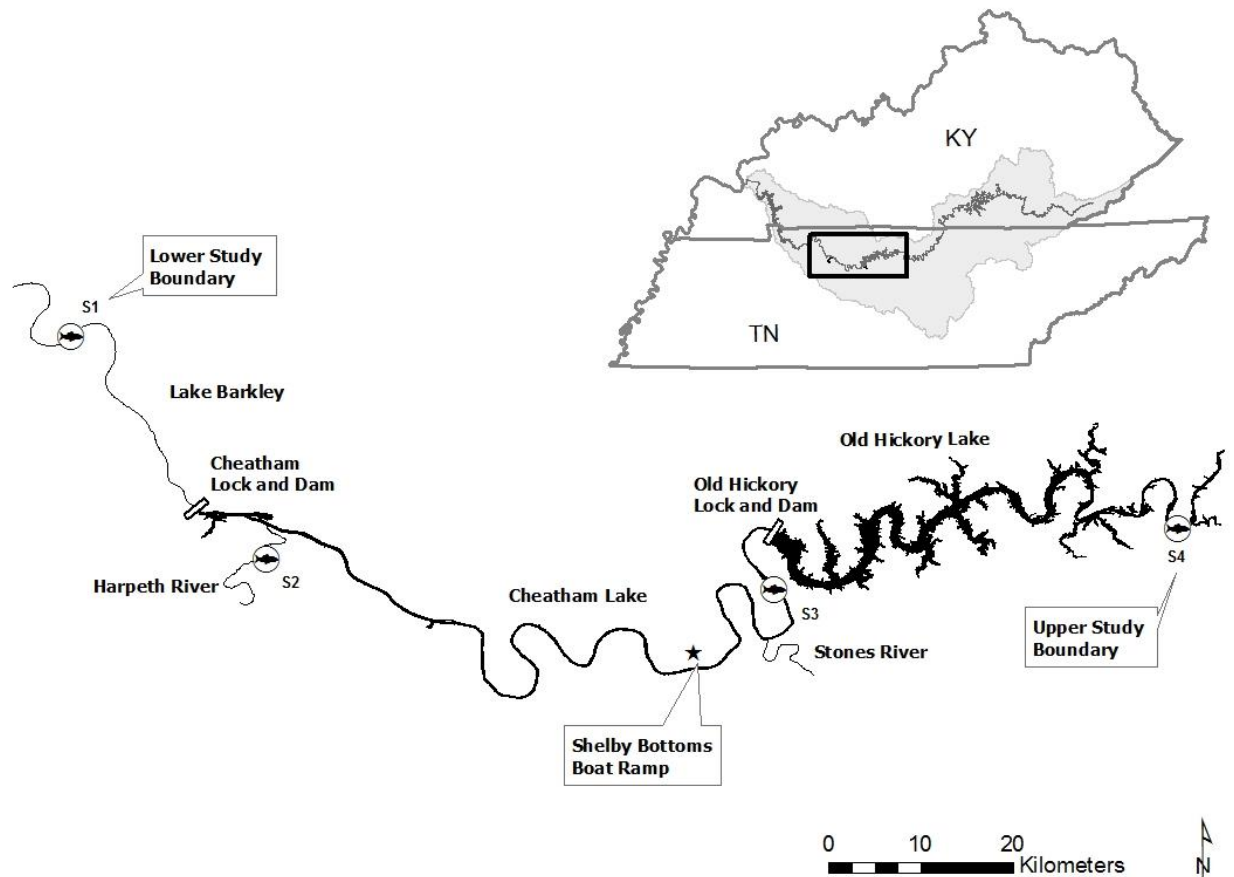 KY
TN
Lower Study
Boundary
S1
Lake Barkley
Cheatham
Lock and Dam
Old Hickory Lake
Old Hickory
Lock and Dam
S2
Harpeth River
Cheatham Lake
S3
S4
Stones River
Upper Study
Boundary
Shelby Bottoms
Boat Ramp
0 10 20
Kilometers
N